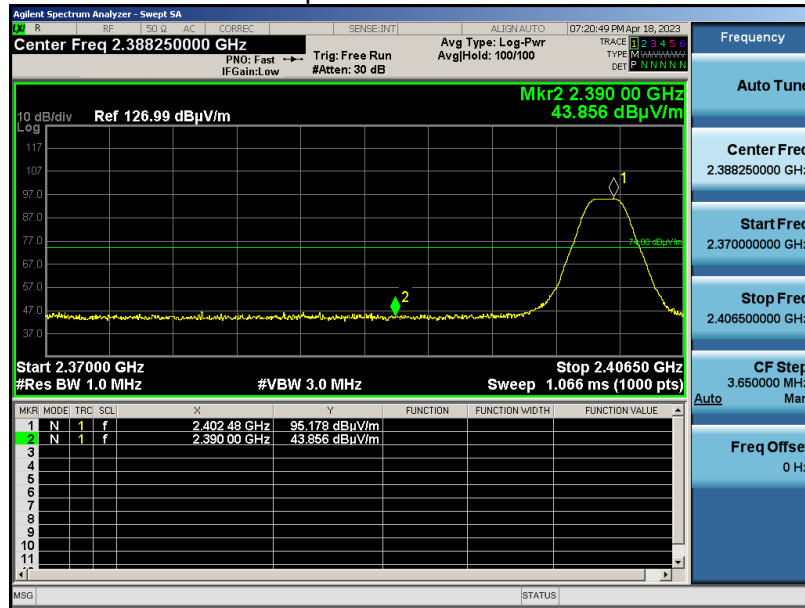 Agilent Spectrum Analyzer - Swept SA
LXI R RF 50 Ω AC CORREC SENSE:INT ALIGN AUTO 07:20:49 PM Apr 18, 2023
Center Freq 2.388250000 GHz
PNO: Fast
IFGain:Low
Trig: Free Run
#Atten: 30 dB
Avg Type: Log-Pwr
Avg|Hold: 100/100
TRACE 1 2 3 4 5 6
TYPE M WWWWW
DET P N N N N N
Frequency
Mkr2 2.390 00 GHz
43.856 dBµV/m
10 dB/div Ref 126.99 dBµV/m
Log
117
107
97.0
87.0
77.0
67.0
57.0
47.0
37.0
1
2
74.00 dBµV/m
Start 2.37000 GHz Stop 2.40650 GHz
#Res BW 1.0 MHz #VBW 3.0 MHz Sweep 1.066 ms (1000 pts)
MKR MODE TRC SCL X Y FUNCTION FUNCTION WIDTH FUNCTION VALUE
1 N 1 f 2.402 48 GHz 95.178 dBµV/m
2 N 1 f 2.390 00 GHz 43.856 dBµV/m
3
4
5
6
7
8
9
10
11
Auto Tune
Center Freq
2.388250000 GHz
Start Freq
2.370000000 GHz
Stop Freq
2.406500000 GHz
CF Step
3.650000 MHz
Auto Man
Freq Offset
0 Hz
MSG STATUS